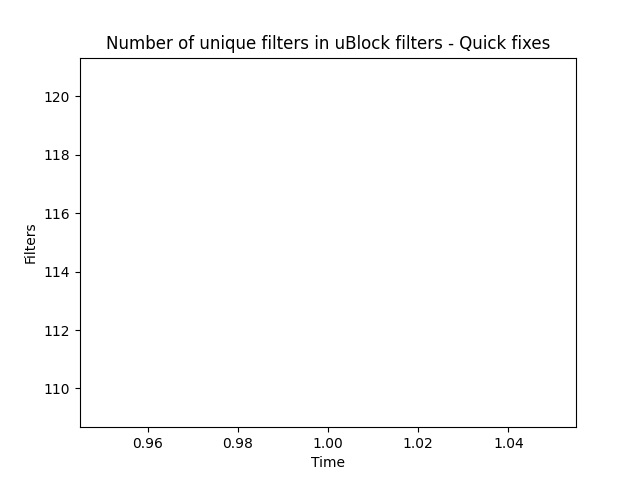 Number of unique filters in uBlock filters - Quick fixes
120
118
116
114
112
110
Filters
0.96 0.98 1.00 1.02 1.04
Time